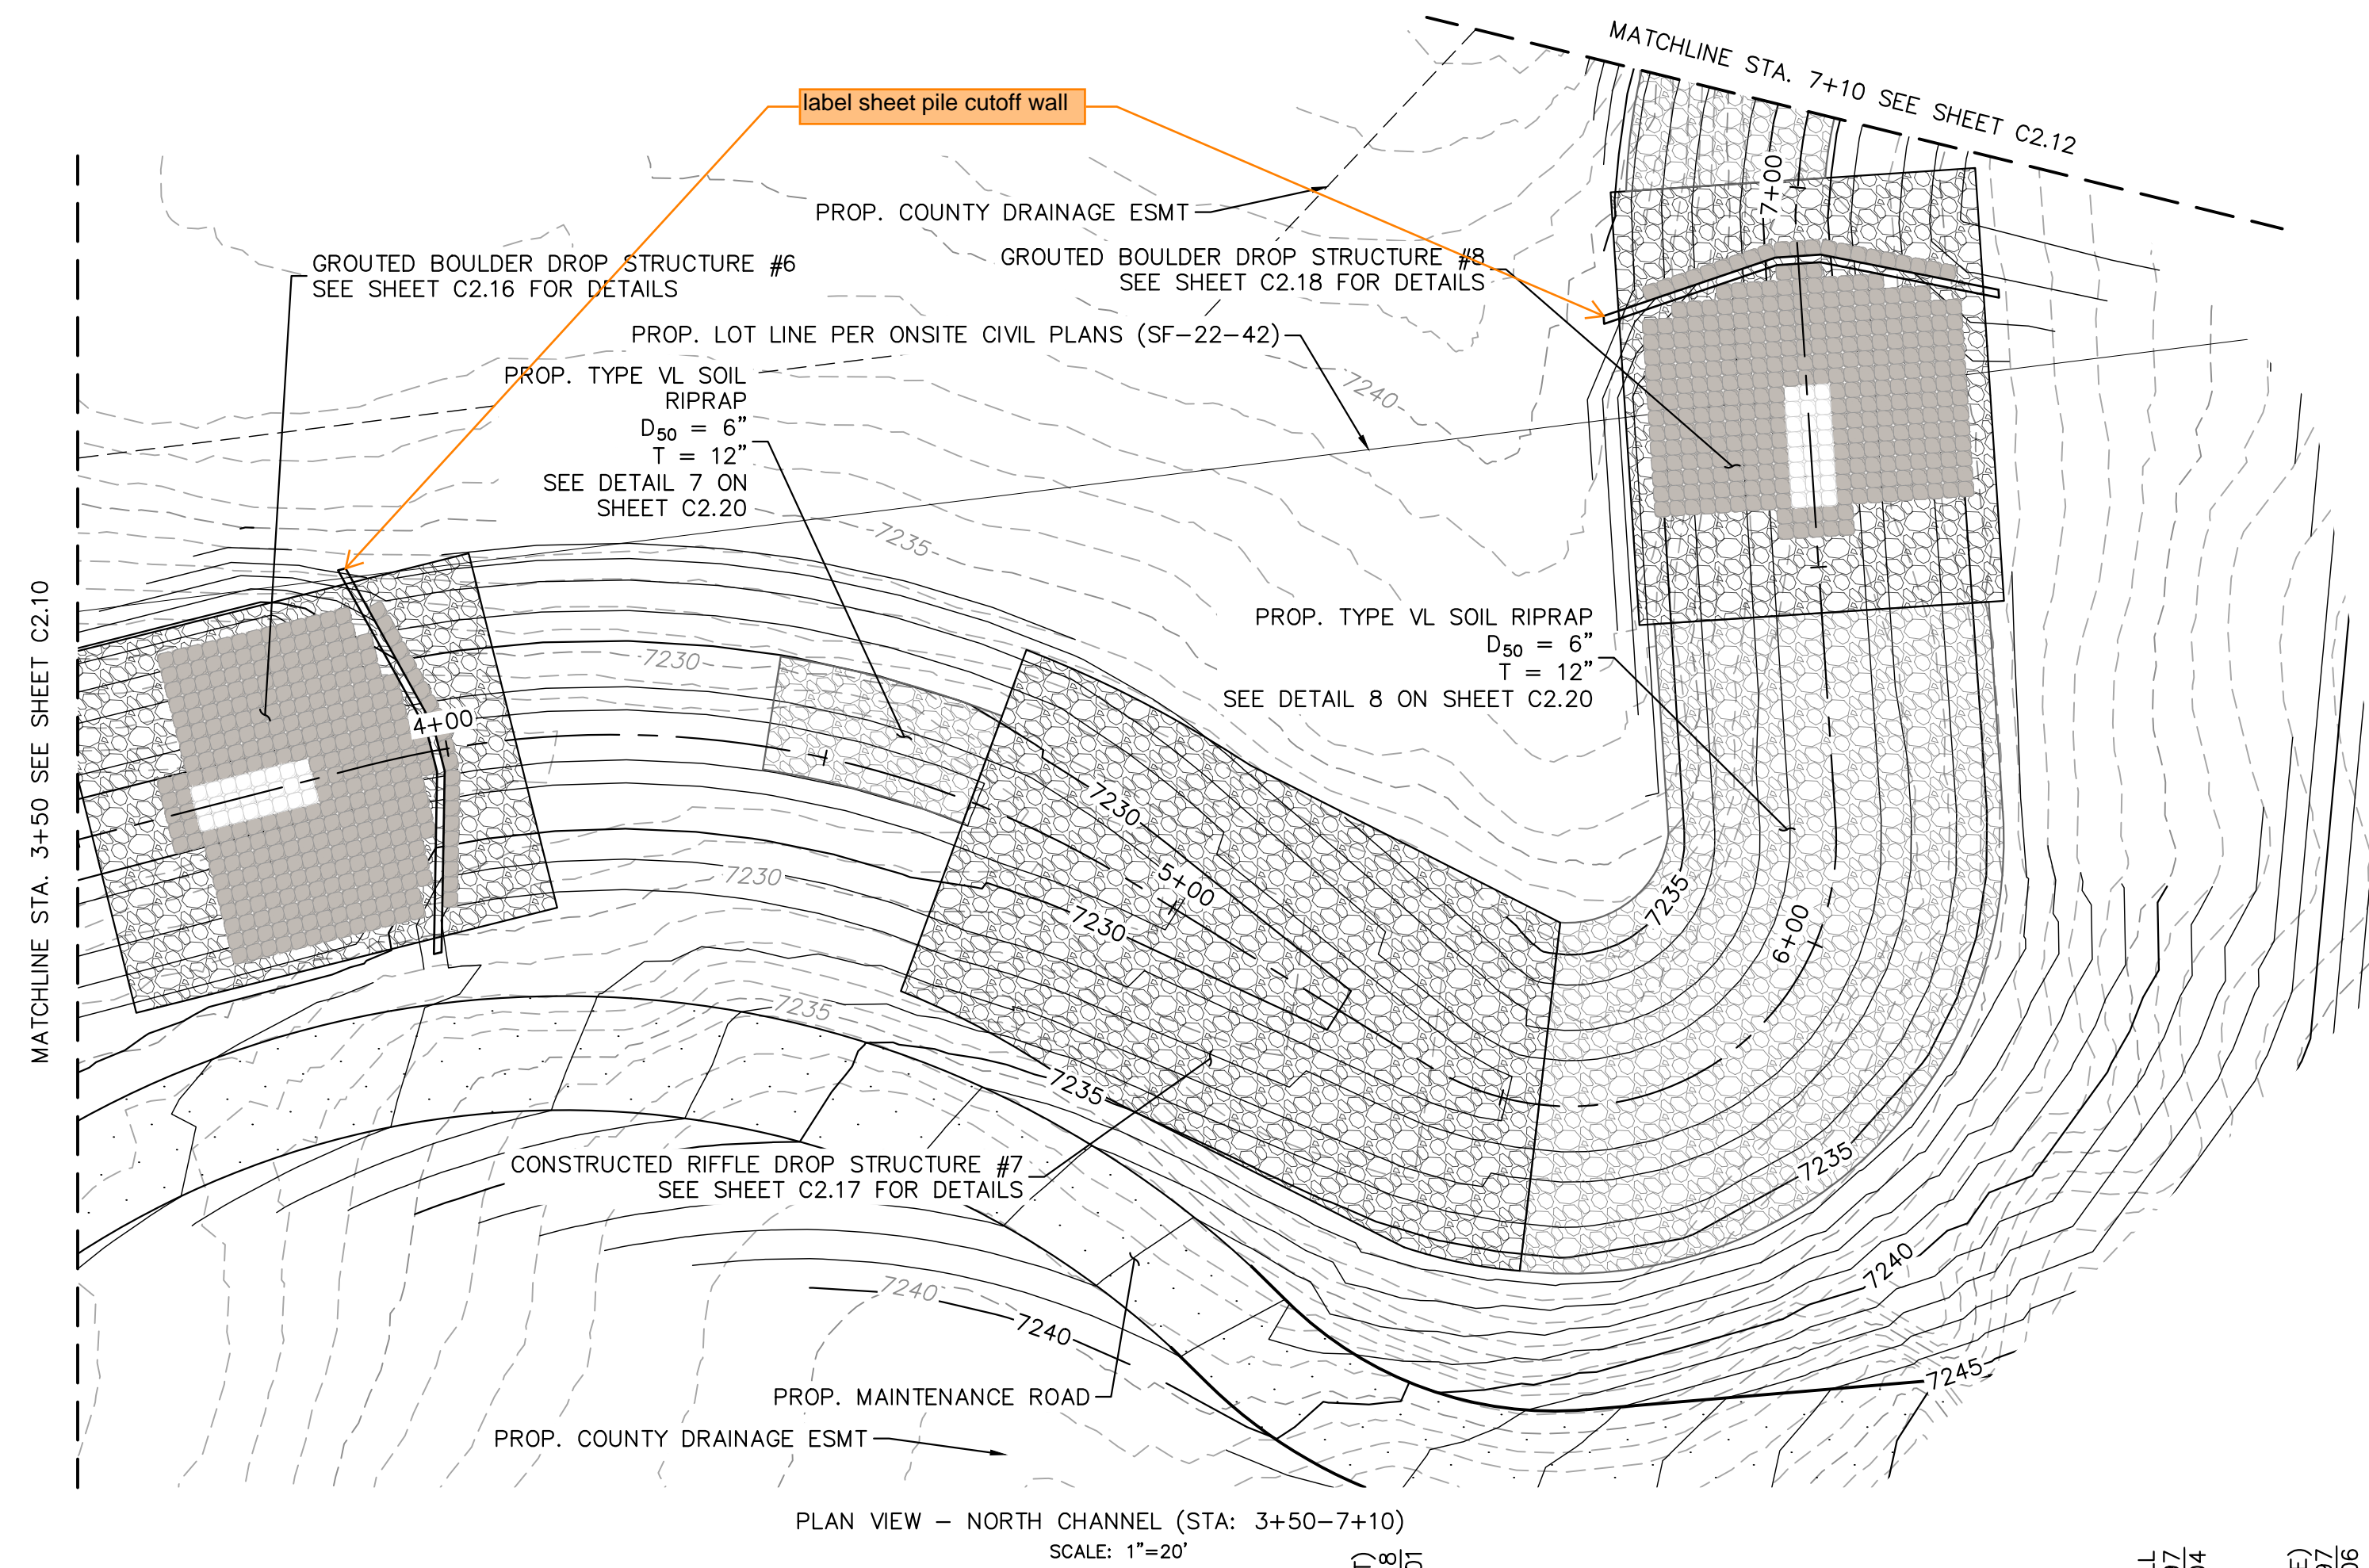 MATCHLINE STA. 7+10 SEE SHEET C2.12
label sheet pile cutoff wall
7+00
PROP. COUNTY DRAINAGE ESMT
GROUTED BOULDER DROP STRUCTURE #6
SEE SHEET C2.16 FOR DETAILS
GROUTED BOULDER DROP STRUCTURE #8
SEE SHEET C2.18 FOR DETAILS
PROP. LOT LINE PER ONSITE CIVIL PLANS (SF-22-42)
PROP. TYPE VL SOIL
RIPRAP
D50 = 6"
T = 12"
SEE DETAIL 7 ON
SHEET C2.20
7240
7235
MATCHLINE STA. 3+50 SEE SHEET C2.10
PROP. TYPE VL SOIL RIPRAP
D50 = 6"
T = 12"
SEE DETAIL 8 ON SHEET C2.20
7230
4+00
7230
5+00
7230
7230
7235
6+00
7235
7235
7235
CONSTRUCTED RIFFLE DROP STRUCTURE #7
SEE SHEET C2.17 FOR DETAILS
7240
7240
7240
7245
PROP. MAINTENANCE ROAD
PROP. COUNTY DRAINAGE ESMT
PLAN VIEW - NORTH CHANNEL (STA: 3+50-7+10)
SCALE: 1"=20'